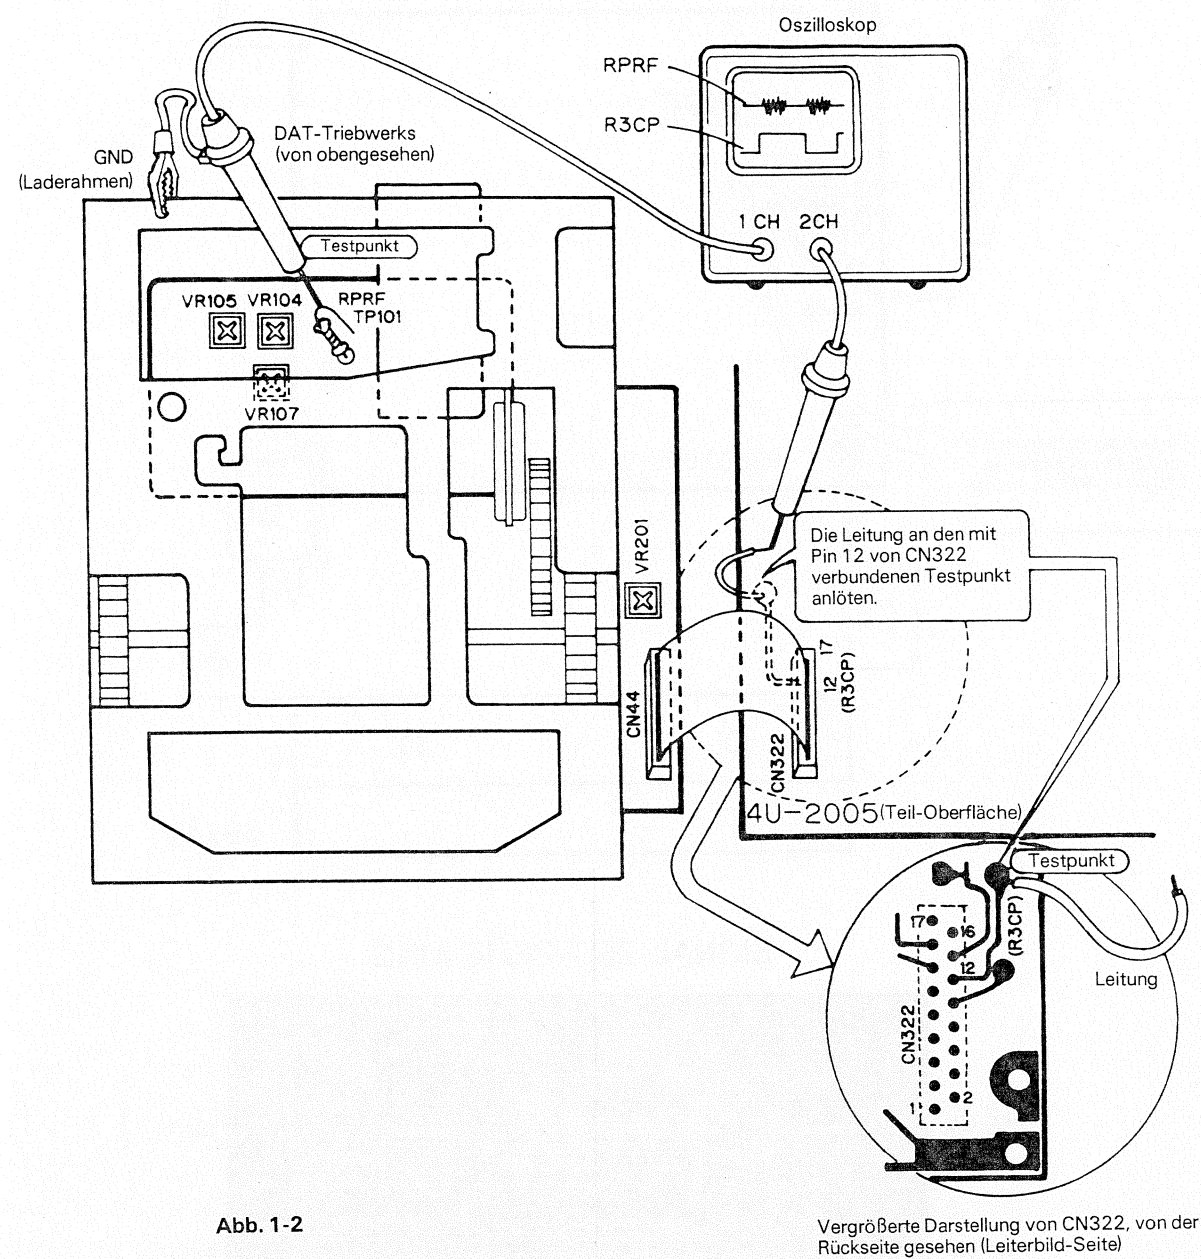 Oszilloskop
RPRF
R3CP
1 CH 2CH
DAT-Triebwerks
(von obengesehen)
GND
(Laderahmen)
Testpunkt
VR105 VR104
RPRF
TP101
VR107
VR201
Die Leitung an den mit
Pin 12 von CN322
verbundenen Testpunkt
anlöten.
17
12
(R3CP)
CN44
CN322
4U-2005 (Teil-Oberfläche)
Testpunkt
(R3CP)
17
16
12
CN322
1
2
Leitung
Abb. 1-2
Vergrößerte Darstellung von CN322, von der
Rückseite gesehen (Leiterbild-Seite)